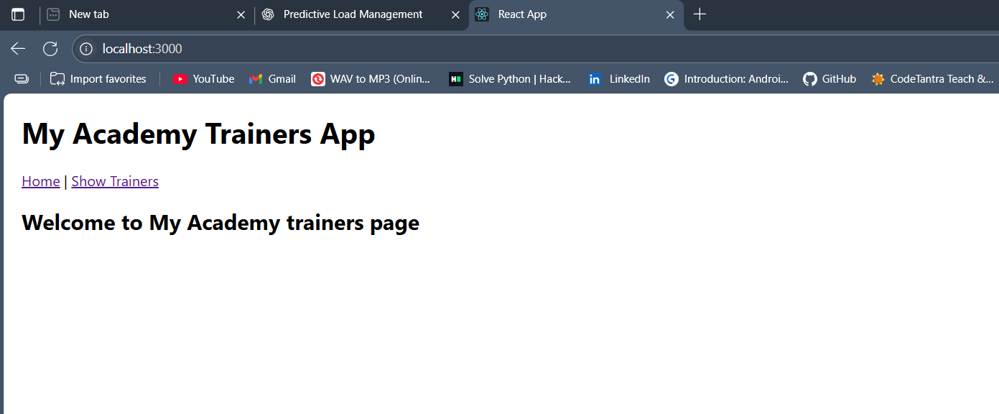 New tab Predictive Load Management React App
localhost:3000
Import favorites YouTube Gmail WAV to MP3 (Onlin... Solve Python | Hack... LinkedIn Introduction: Androi... GitHub CodeTantra Teach &...
My Academy Trainers App
Home | Show Trainers
Welcome to My Academy trainers page